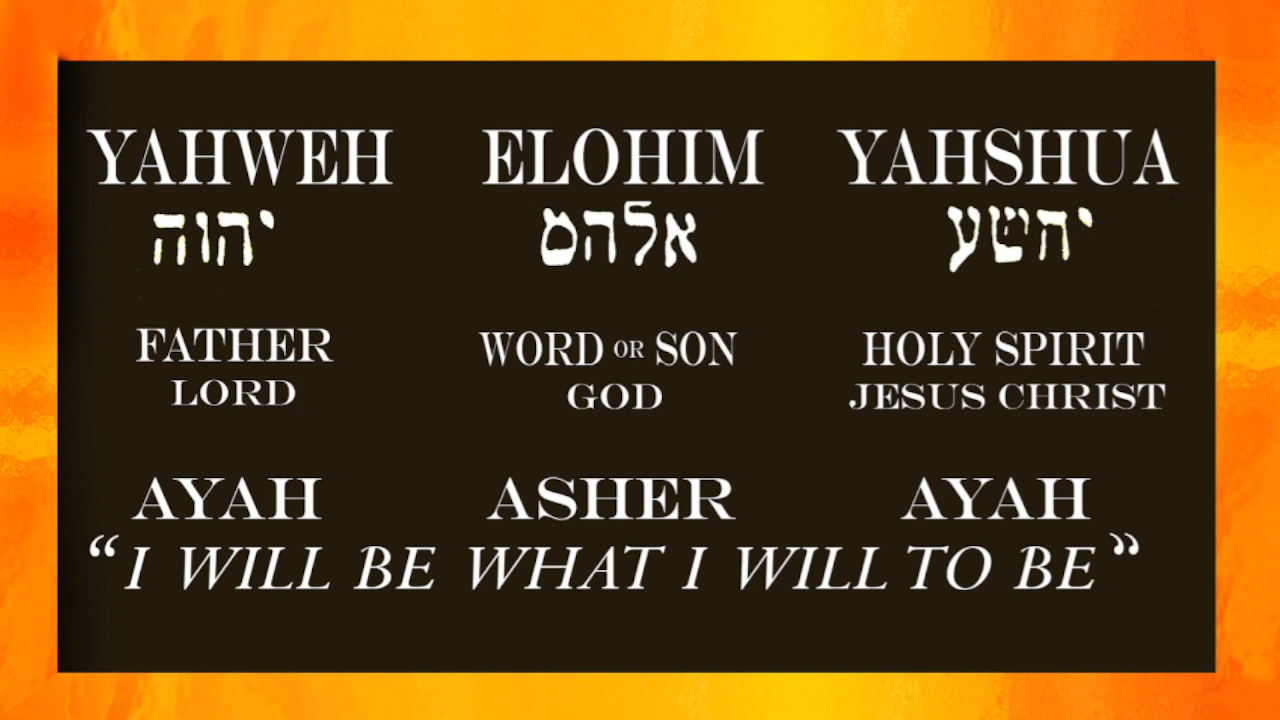 YAHWEH ELOHIM YAHSHUA
יהוה אלהם יהשע
FATHER WORD OR SON HOLY SPIRIT
LORD GOD JESUS CHRIST
AYAH ASHER AYAH
“I WILL BE WHAT I WILL TO BE”